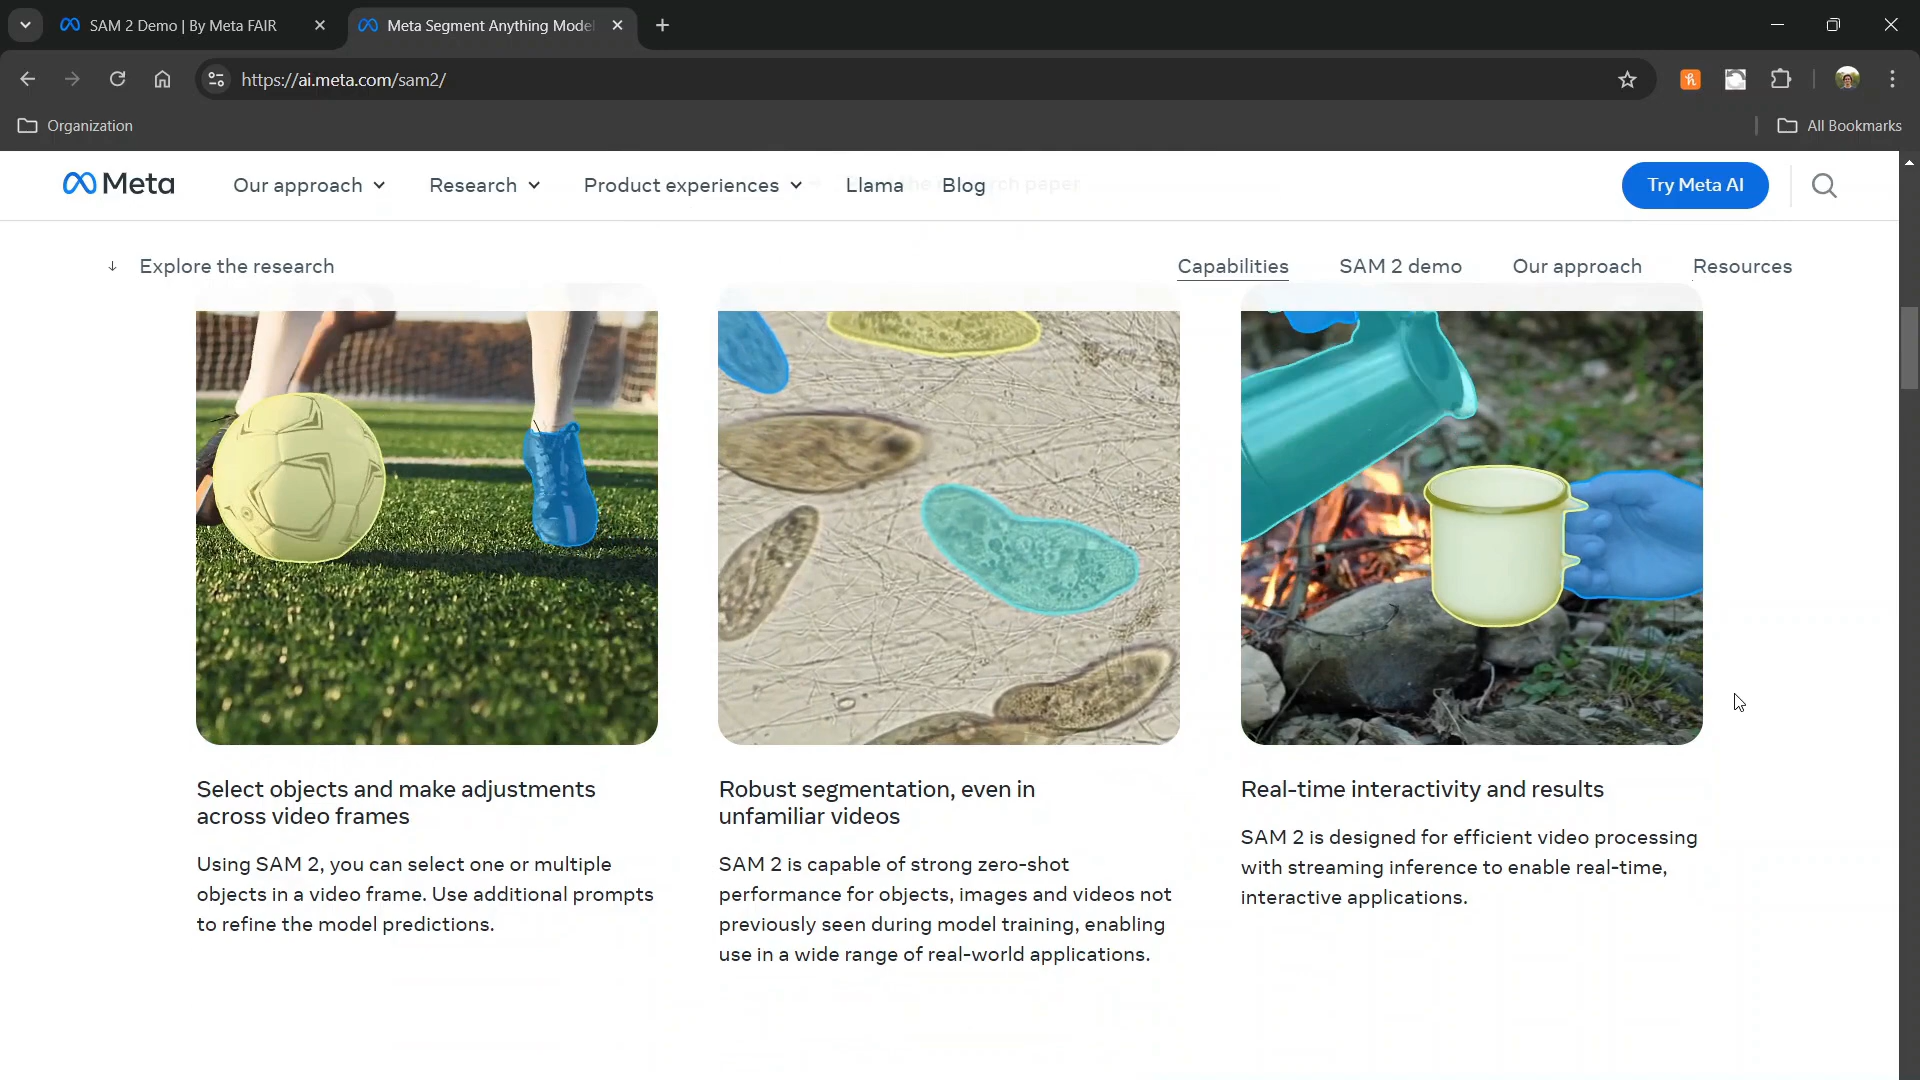 SAM 2 Demo | By Meta FAIR
Meta Segment Anything Model
https://ai.meta.com/sam2/
Organization
All Bookmarks
Meta
Our approach
Research
Product experiences
Llama
Blog
Try Meta AI
Explore the research
Capabilities
SAM 2 demo
Our approach
Resources
Select objects and make adjustments
across video frames
Using SAM 2, you can select one or multiple
objects in a video frame. Use additional prompts
to refine the model predictions.
Robust segmentation, even in
unfamiliar videos
SAM 2 is capable of strong zero-shot
performance for objects, images and videos not
previously seen during model training, enabling
use in a wide range of real-world applications.
Real-time interactivity and results
SAM 2 is designed for efficient video processing
with streaming inference to enable real-time,
interactive applications.